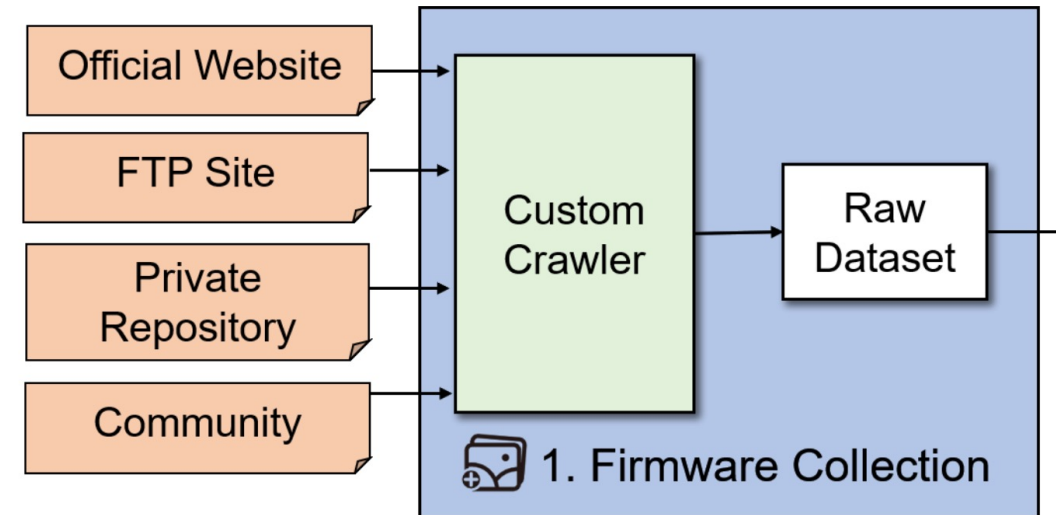 Official Website
FTP Site
Private
Repository
Community
Custom
Crawler
Raw
Dataset
1. Firmware Collection